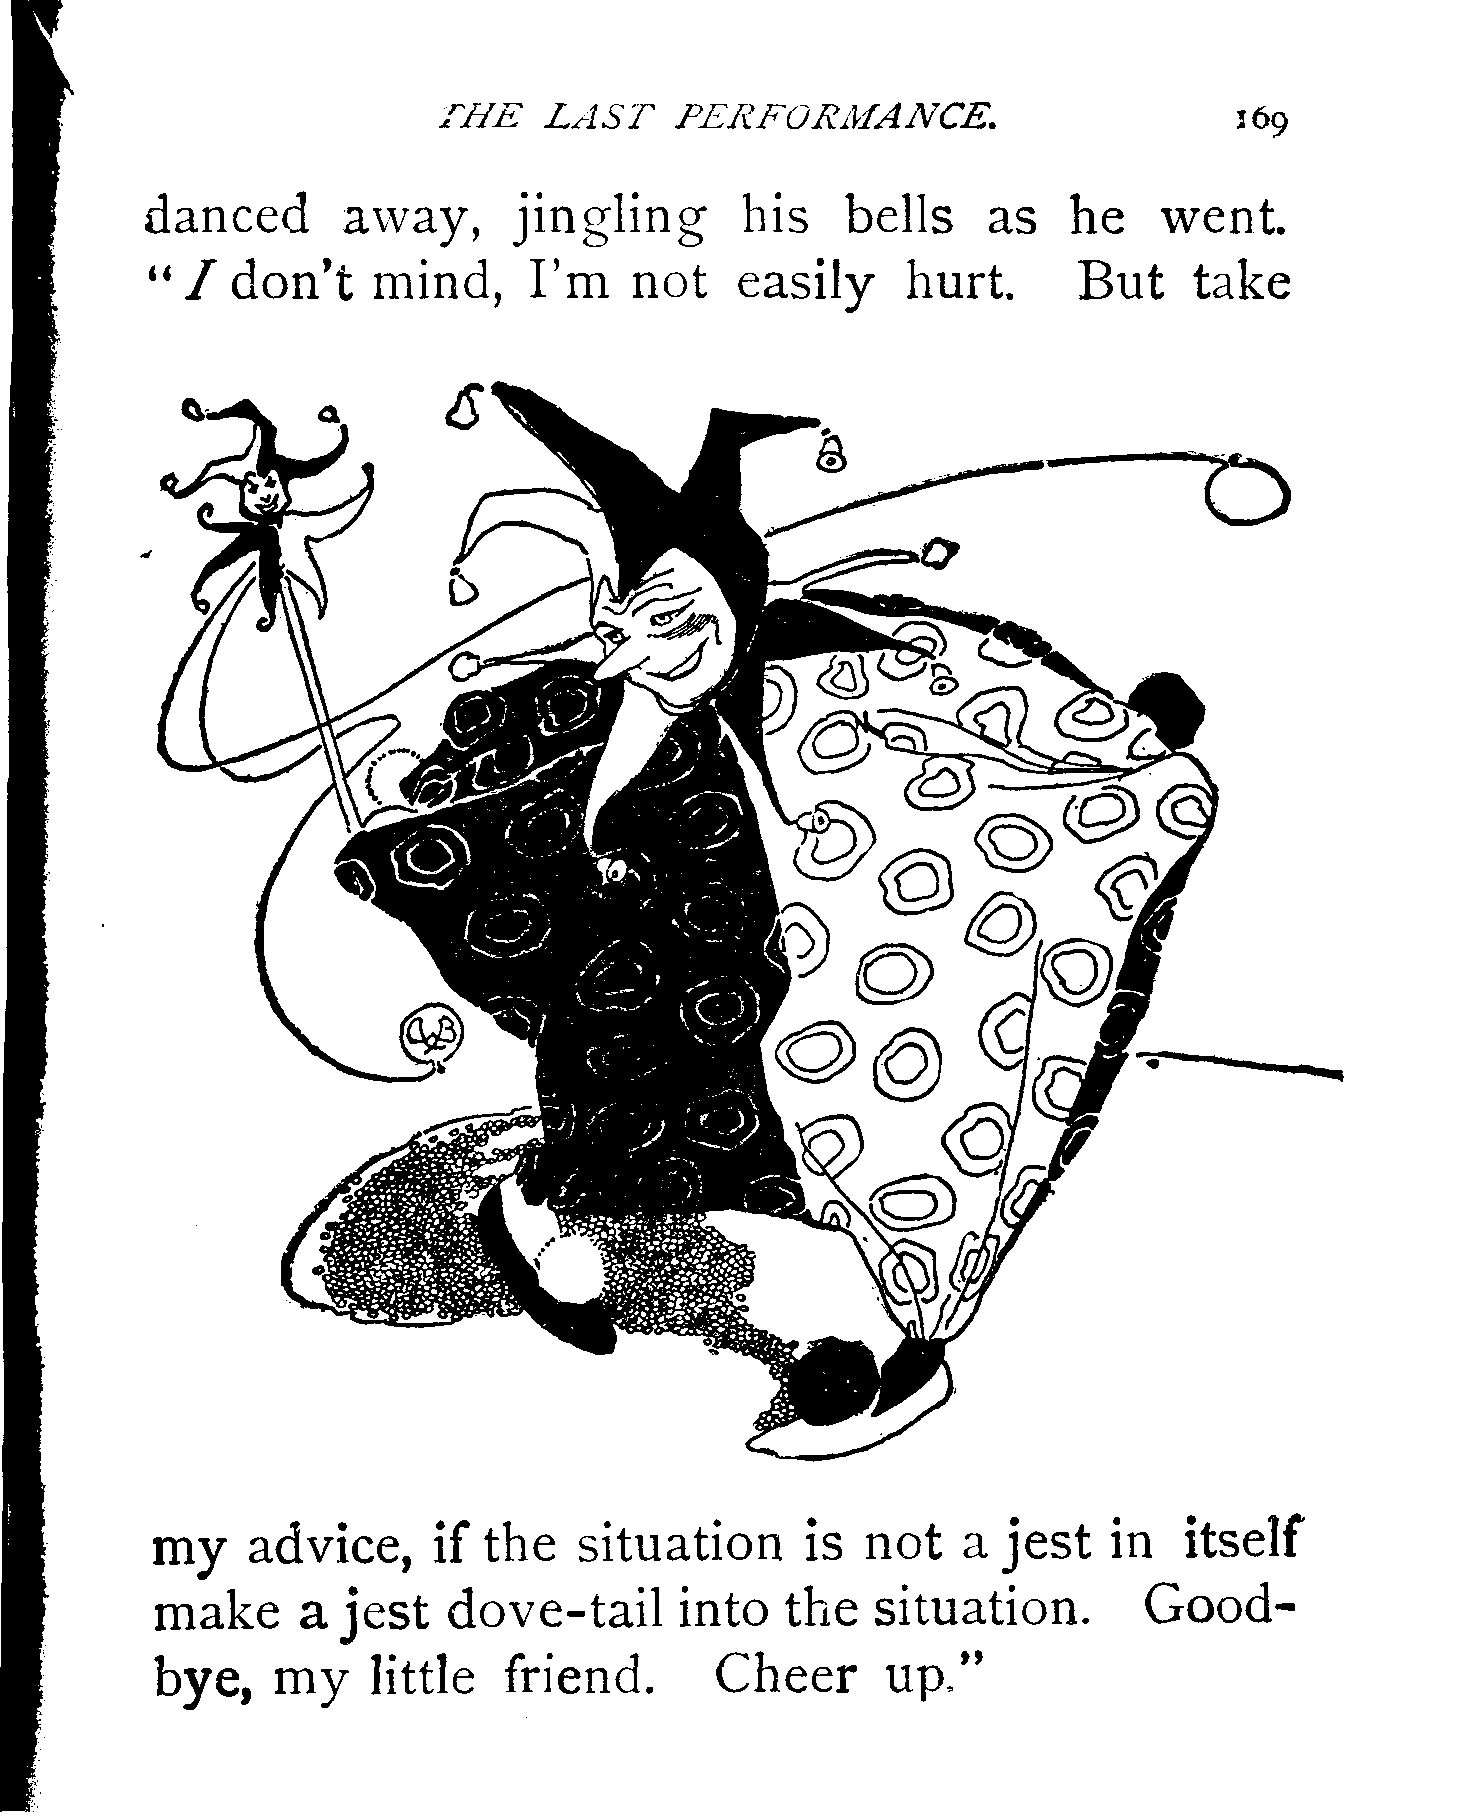 THE LAST PERFORMANCE. 169
danced away, jingling his bells as he went.
"I don't mind, I'm not easily hurt. But take
my advice, if the situation is not a jest in itself
make a jest dove-tail into the situation. Good-
bye, my little friend. Cheer up."